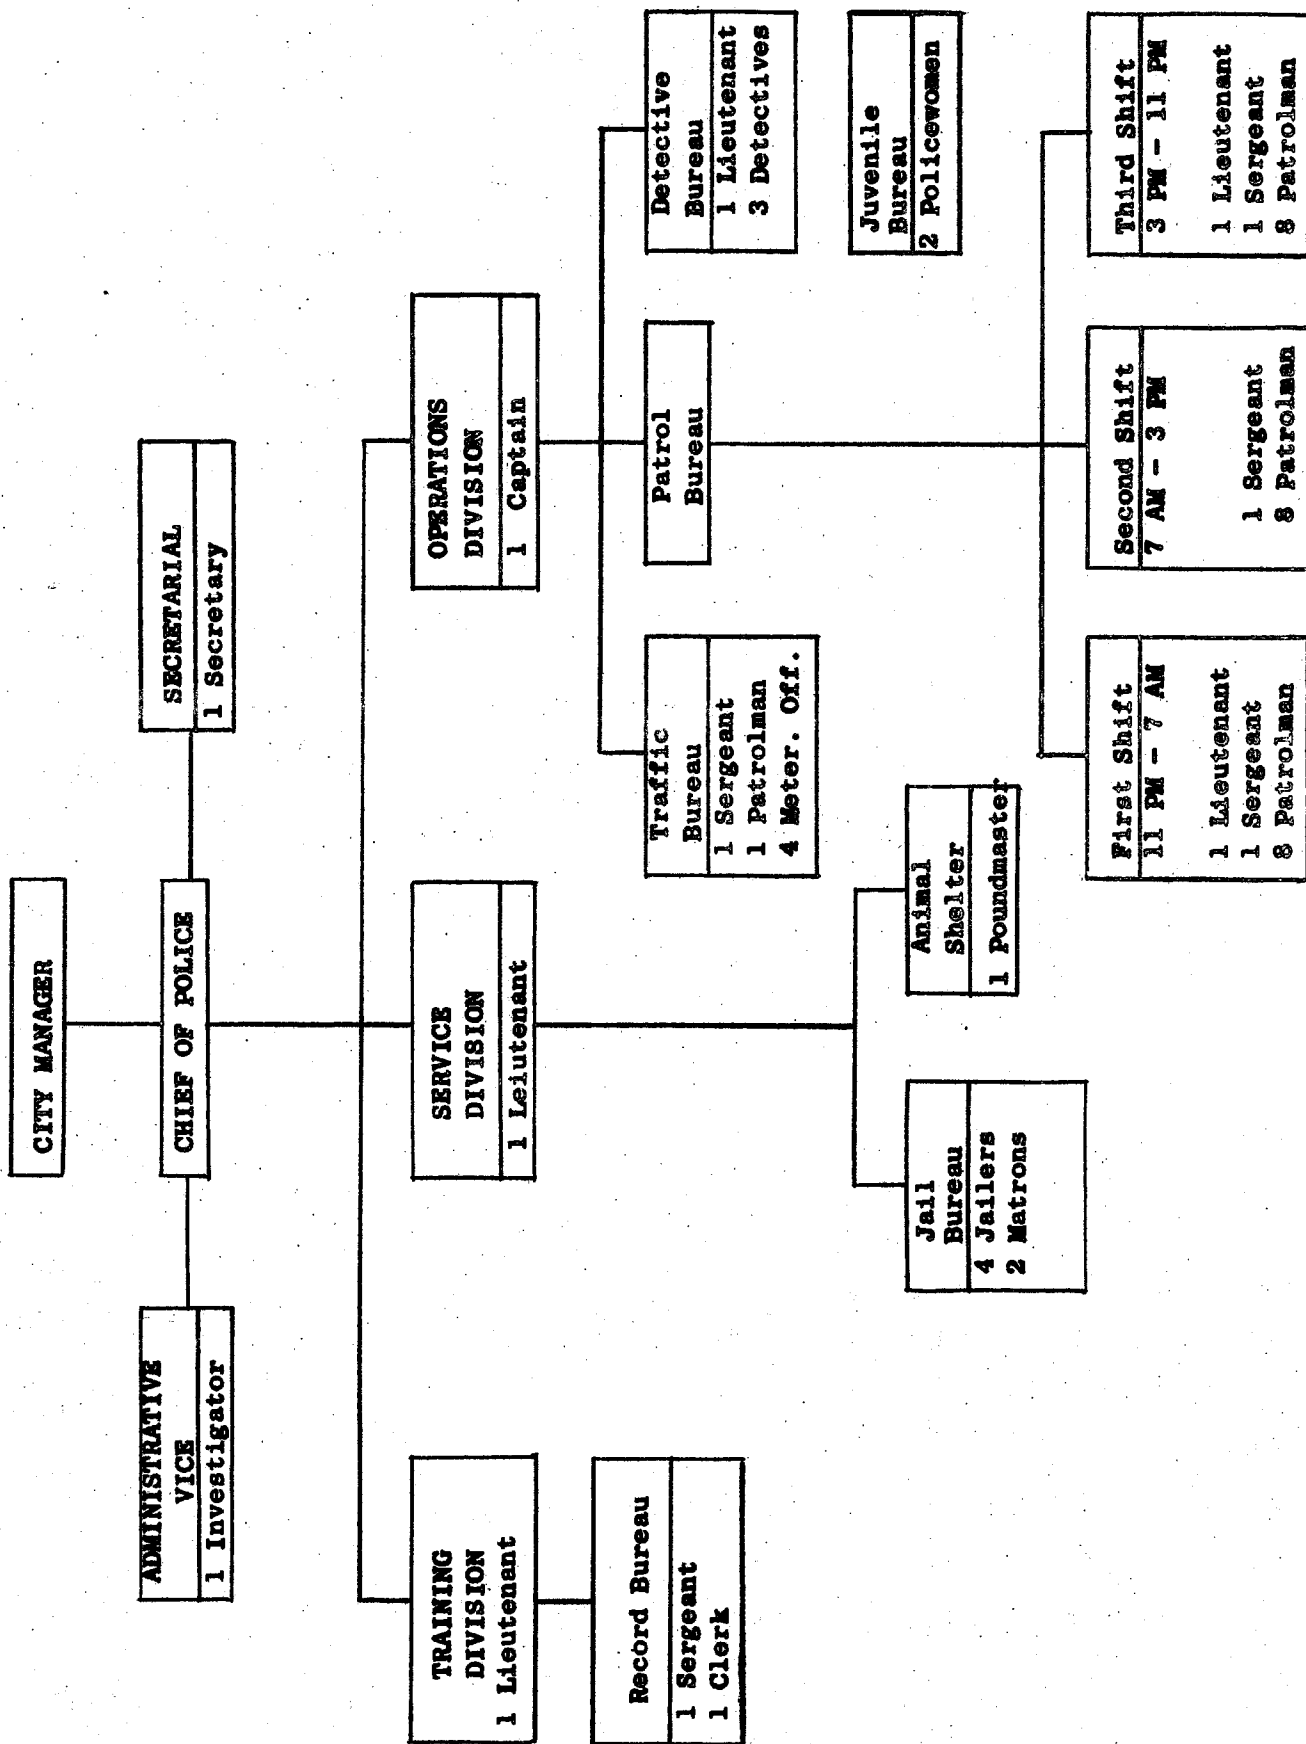 CITY MANAGER
ADMINISTRATIVE
VICE
1 Investigator
CHIEF OF POLICE
SECRETARIAL
1 Secretary
TRAINING
DIVISION
1 Lieutenant
SERVICE
DIVISION
1 Leiutenant
OPERATIONS
DIVISION
1 Captain
Record Bureau
1 Sergeant
1 Clerk
Traffic
Bureau
1 Sergeant
1 Patrolman
4 Meter. Off.
Patrol
Bureau
Detective
Bureau
1 Lieutenant
3 Detectives
Jail
Bureau
4 Jailers
2 Matrons
Animal
Shelter
1 Poundmaster
Juvenile
Bureau
2 Policewomen
First Shift
11 PM - 7 AM
1 Lieutenant
1 Sergeant
8 Patrolman
Second Shift
7 AM - 3 PM
1 Sergeant
8 Patrolman
Third Shift
3 PM - 11 PM
1 Lieutenant
1 Sergeant
8 Patrolman